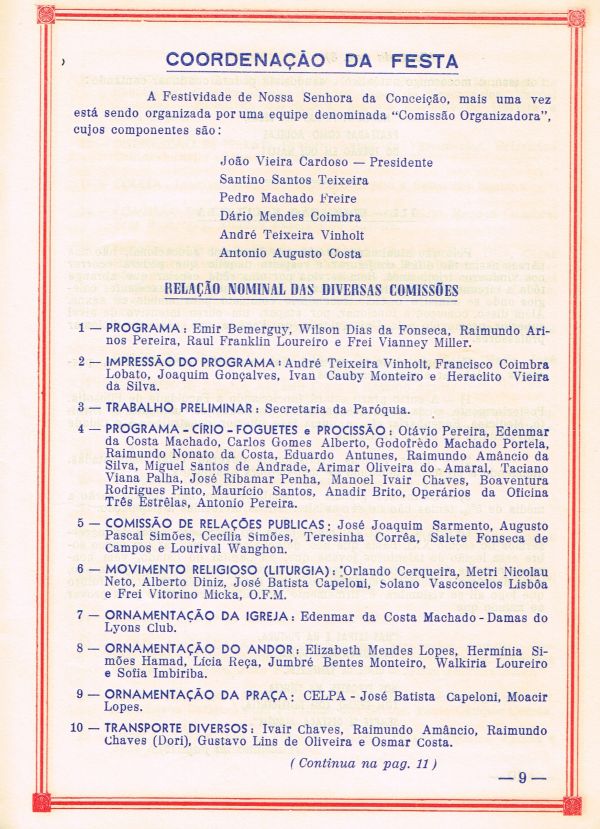 COORDENAÇÃO DA FESTA
A Festividade de Nossa Senhora da Conceição, mais uma vez
está sendo organizada por uma equipe denominada “Comissão Organizadora”,
cujos componentes são:
João Vieira Cardoso — Presidente
Santino Santos Teixeira
Pedro Machado Freire
Dário Mendes Coimbra
André Teixeira Vinholt
Antonio Augusto Costa
RELAÇÃO NOMINAL DAS DIVERSAS COMISSÕES
1 — PROGRAMA: Emir Bemerguy, Wilson Dias da Fonseca, Raimundo Ari-
nos Pereira, Raul Franklin Loureiro e Frei Vianney Miller.
2 — IMPRESSÃO DO PROGRAMA: André Teixeira Vinholt, Francisco Coimbra
Lobato, Joaquim Gonçalves, Ivan Cauby Monteiro e Heraclito Vieira
da Silva.
3 — TRABALHO PRELIMINAR: Secretaria da Paróquia.
4 — PROGRAMA - CÍRIO - FOGUETES e PROCISSÃO: Otávio Pereira, Edenmar
da Costa Machado, Carlos Gomes Alberto, Godofrêdo Machado Portela,
Raimundo Nonato da Costa, Eduardo Antunes, Raimundo Amâncio da
Silva, Miguel Santos de Andrade, Arimar Oliveira do Amaral, Taciano
Viana Palha, José Ribamar Penha, Manoel Ivair Chaves, Boaventura
Rodrigues Pinto, Maurício Santos, Anadir Brito, Operários da Oficina
Três Estrêlas, Antonio Pereira.
5 — COMISSÃO DE RELAÇÕES PUBLICAS: José Joaquim Sarmento, Augusto
Pascal Simões, Cecília Simões, Teresinha Corrêa, Salete Fonseca de
Campos e Lourival Wanghon.
6 — MOVIMENTO RELIGIOSO (LITURGIA): Orlando Cerqueira, Metri Nicolau
Neto, Alberto Diniz, José Batista Capeloni, Solano Vasconcelos Lisbôa
e Frei Vitorino Micka, O.F.M.
7 — ORNAMENTAÇÃO DA IGREJA: Edenmar da Costa Machado - Damas do
Lyons Club.
8 — ORNAMENTAÇÃO DO ANDOR: Elizabeth Mendes Lopes, Hermínia Si-
mões Hamad, Lícia Reça, Jumbré Bentes Monteiro, Walkiria Loureiro
e Sofia Imbiriba.
9 — ORNAMENTAÇÃO DA PRAÇA: CELPA - José Batista Capeloni, Moacir
Lopes.
10 — TRANSPORTE DIVERSOS: Ivair Chaves, Raimundo Amâncio, Raimundo
Chaves (Dori), Gustavo Lins de Oliveira e Osmar Costa.
(Continua na pag. 11)
— 9 —